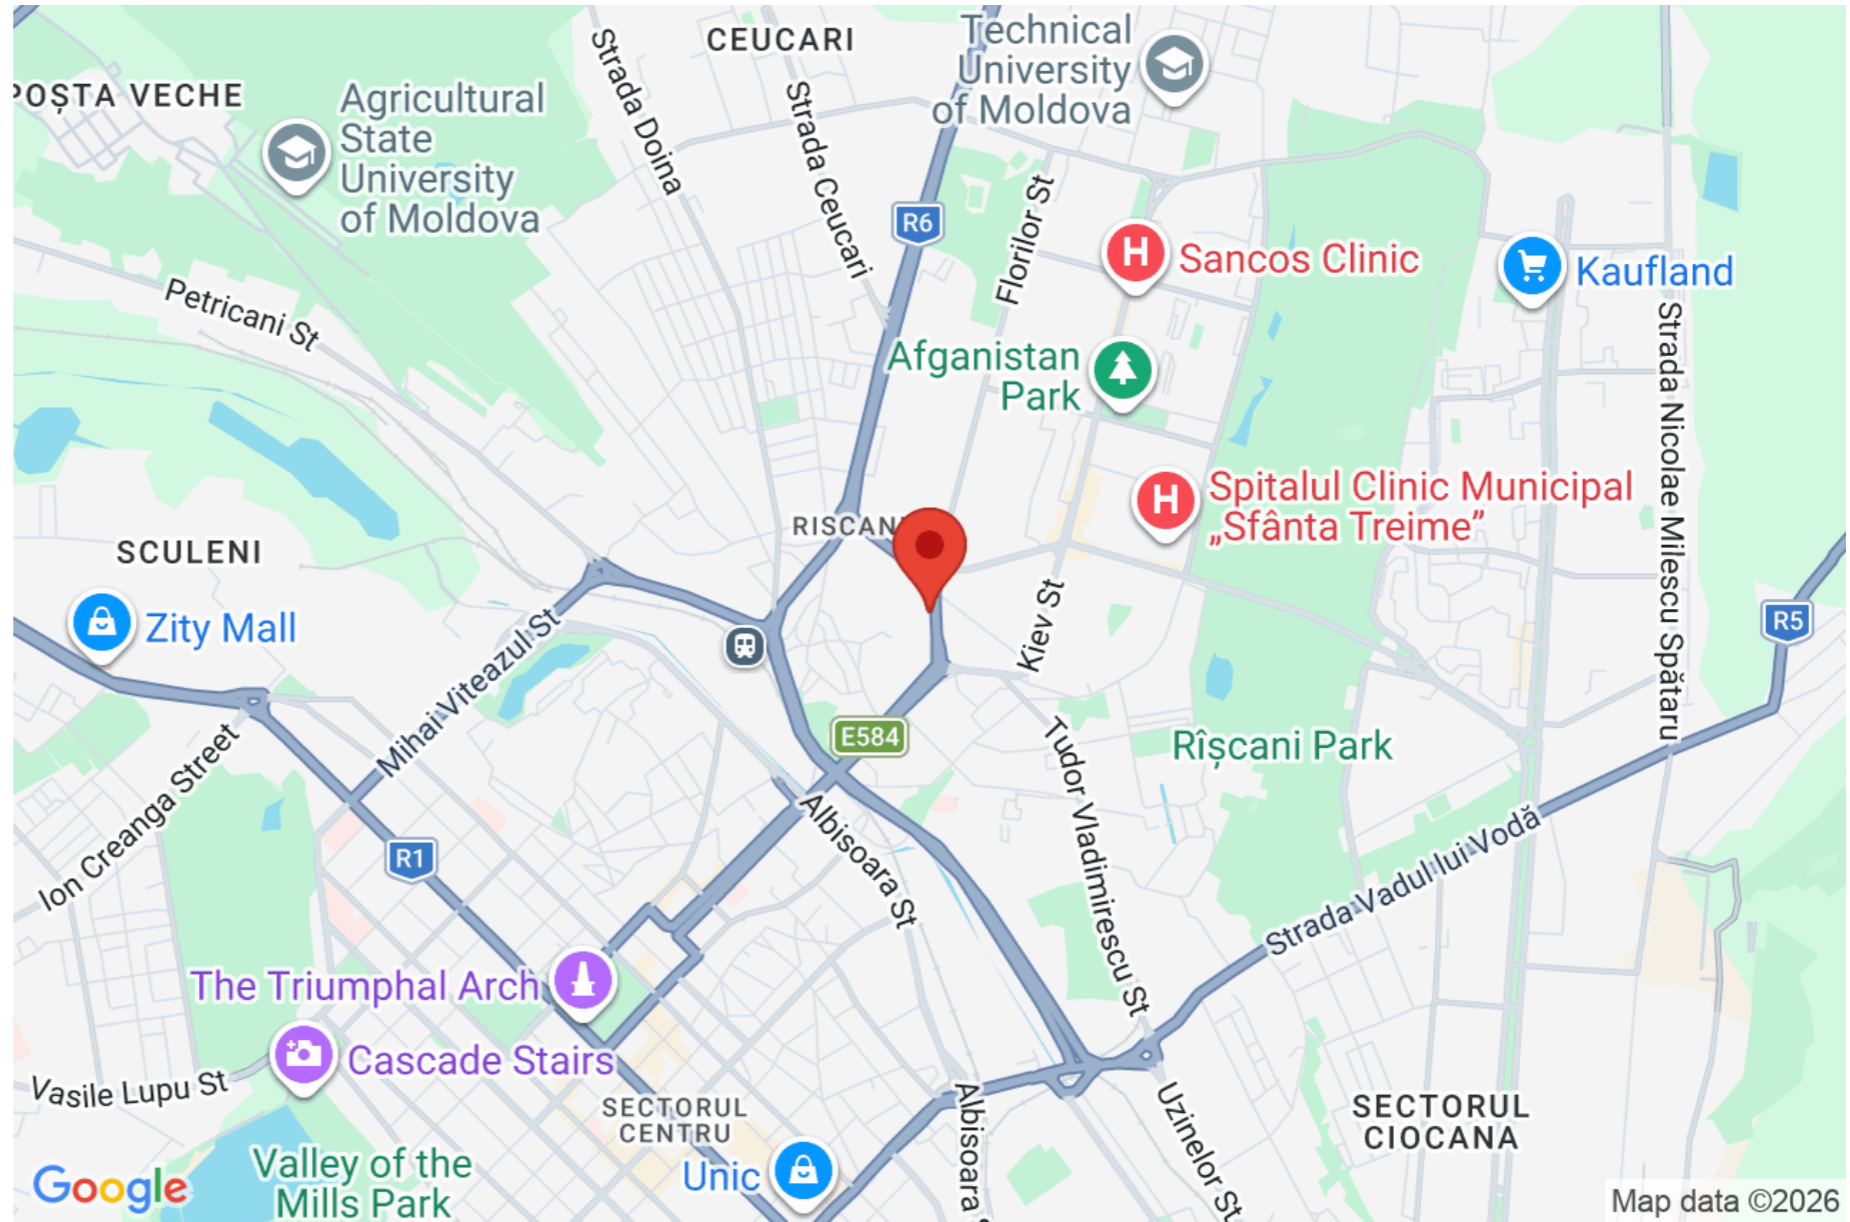 CEUCARI
Technical
University
of Moldova
POȘTA VECHE
Agricultural
State
University
of Moldova
Strada Doina
Strada Ceucari
R6
Florilor St
Sancos Clinic
Kaufland
Petricani St
Afganistan
Park
Strada Nicolae Milescu Spătaru
Spitalul Clinic Municipal
„Sfânta Treime”
RISCAN
SCULENI
Zity Mall
Mihai Viteazul St
Kiev St
R5
E584
Rîșcani Park
Ion Creanga Street
Tudor Vladimirescu St
Albisoara St
R1
Strada Vadul lui Vodă
The Triumphal Arch
Cascade Stairs
Vasile Lupu St
SECTORUL
CENTRU
Albisoara S
Uzinelor St
SECTORUL
CIOCANA
Valley of the
Mills Park
Unic
Google
Map data ©2026